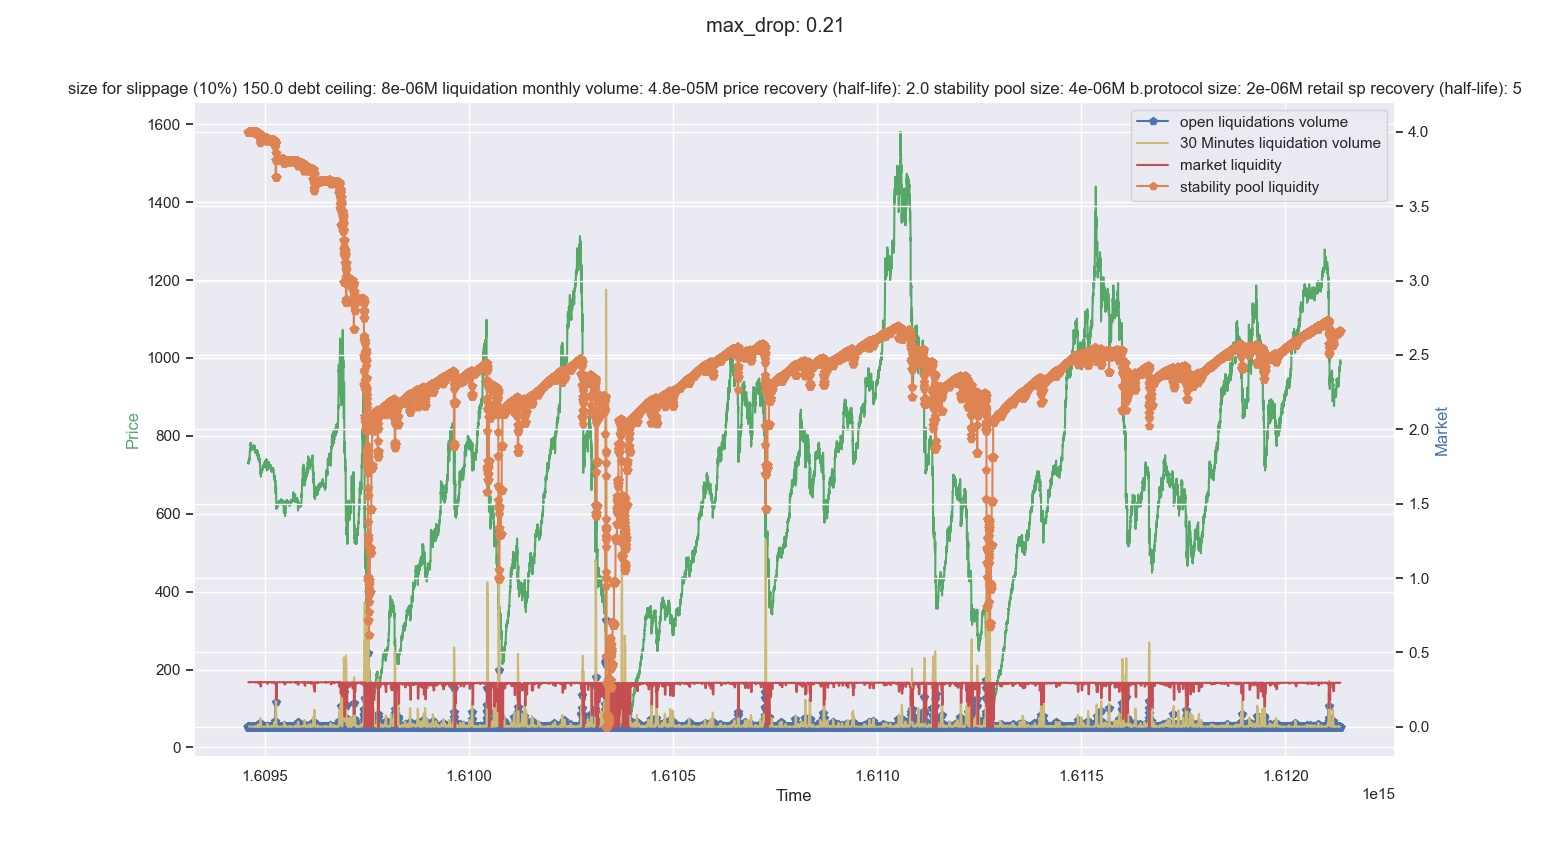 max_drop: 0.21
size for slippage (10%) 150.0 debt ceiling: 8e-06M liquidation monthly volume: 4.8e-05M price recovery (half-life): 2.0 stability pool size: 4e-06M b.protocol size: 2e-06M retail sp recovery (half-life): 5
open liquidations volume
30 Minutes liquidation volume
market liquidity
stability pool liquidity
1600
1400
1200
1000
800
600
400
200
0
Price
4.0
3.5
3.0
2.5
2.0
1.5
1.0
0.5
0.0
Market
1.6095 1.6100 1.6105 1.6110 1.6115 1.6120
1e15
Time